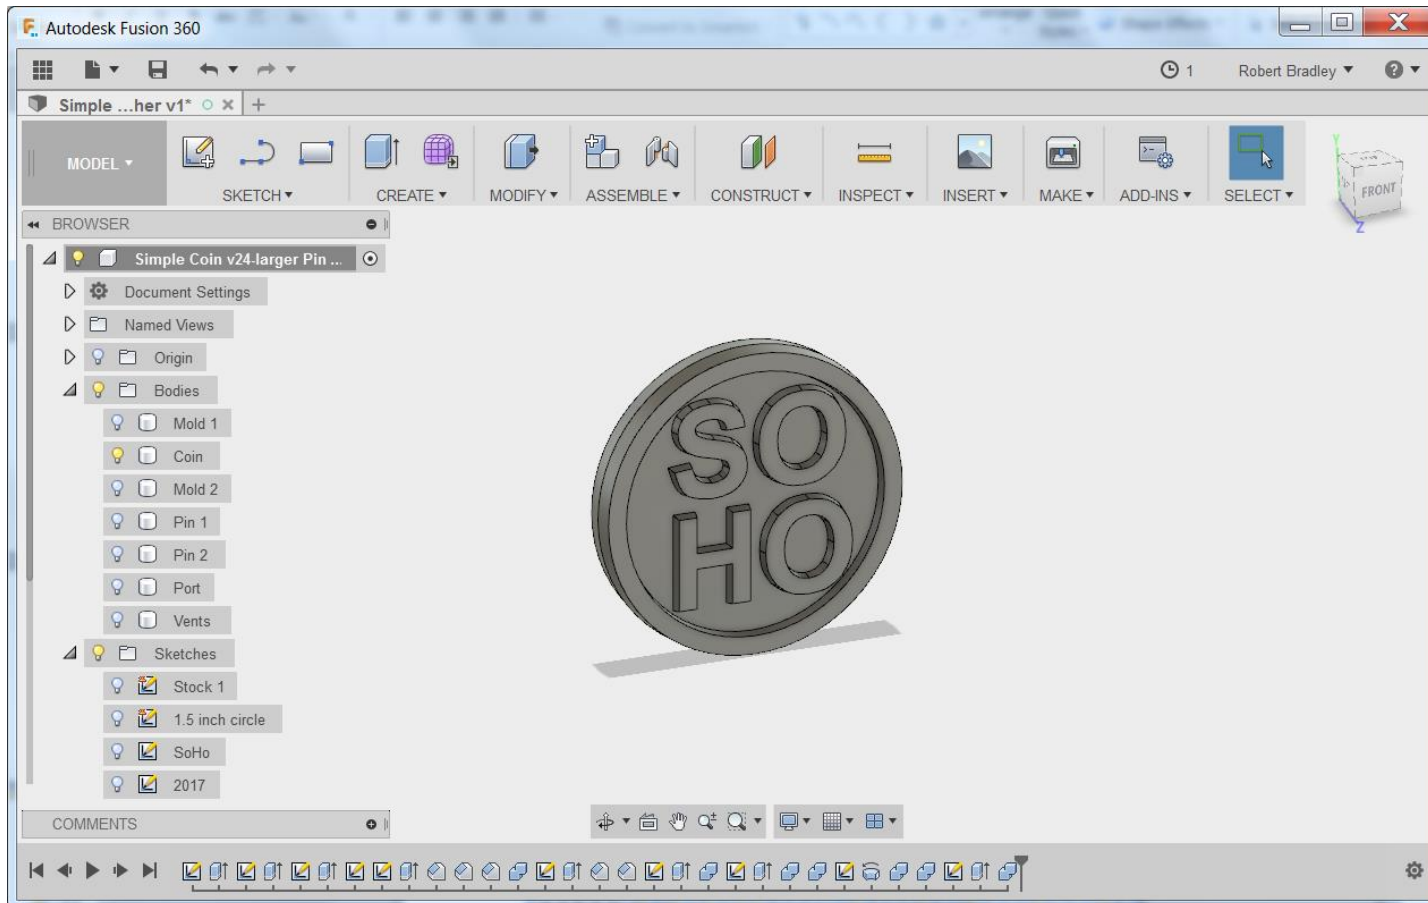 Autodesk Fusion 360
1 Robert Bradley
Simple ...her v1*
MODEL
SKETCH CREATE MODIFY ASSEMBLE CONSTRUCT INSPECT INSERT MAKE ADD-INS SELECT
Y
FRONT
Z
BROWSER
Simple Coin v24-larger Pin ...
Document Settings
Named Views
Origin
Bodies
Mold 1
Coin
Mold 2
Pin 1
Pin 2
Port
Vents
Sketches
Stock 1
1.5 inch circle
SoHo
2017
SO
HO
COMMENTS